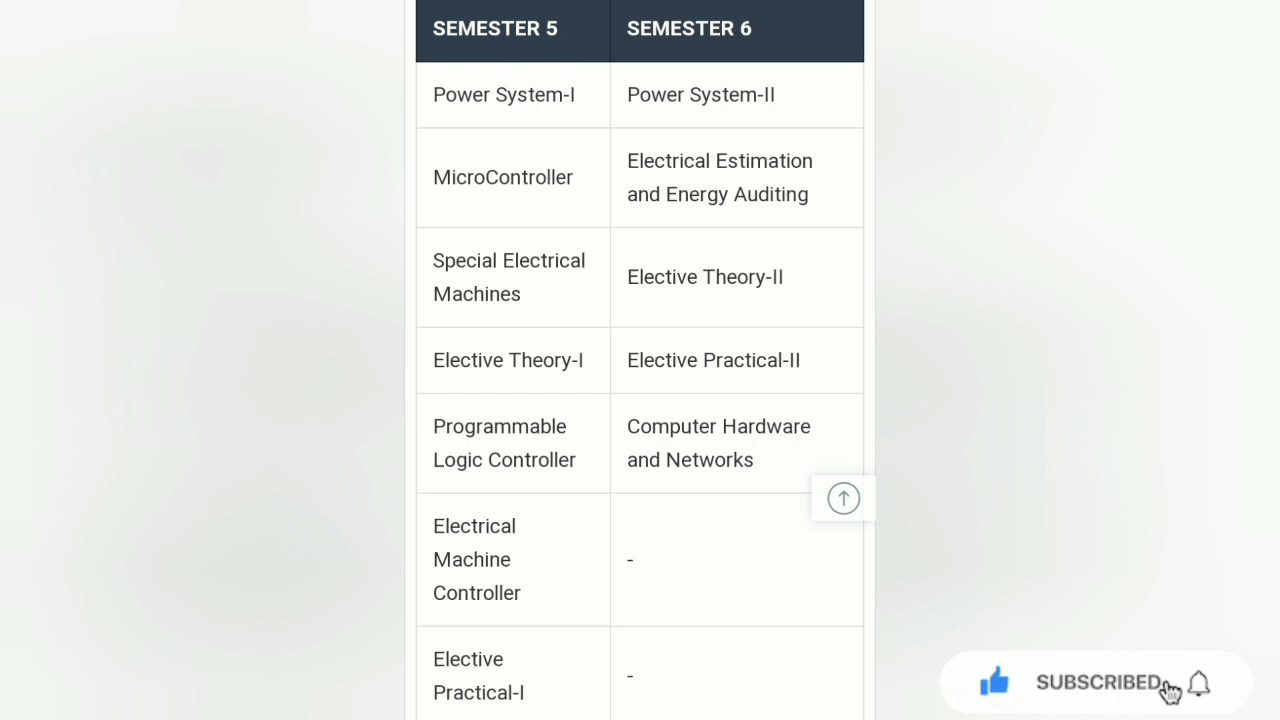 SEMESTER 5 SEMESTER 6
Power System-I Power System-II
MicroController
Electrical Estimation
and Energy Auditing
Special Electrical
Machines
Elective Theory-II
Elective Theory-I Elective Practical-II
Programmable
Logic Controller
Computer Hardware
and Networks
Electrical
Machine
Controller
-
Elective
Practical-I
-
SUBSCRIBED